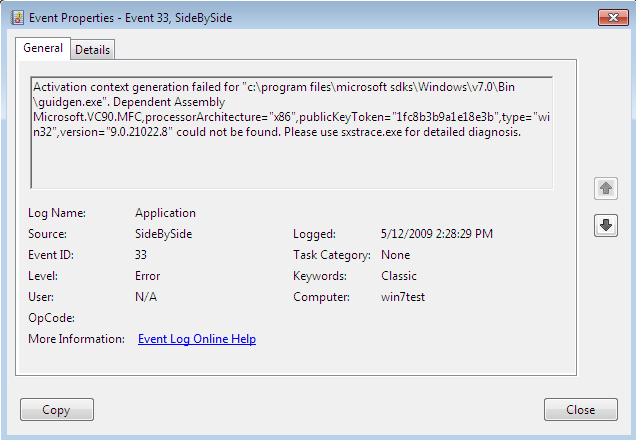 Event Properties - Event 33, SideBySide
General Details
Activation context generation failed for "c:\program files\microsoft sdks\Windows\v7.0\Bin
\guidgen.exe". Dependent Assembly
Microsoft.VC90.MFC,processorArchitecture="x86",publicKeyToken="1fc8b3b9a1e18e3b",type="wi
n32",version="9.0.21022.8" could not be found. Please use sxstrace.exe for detailed diagnosis.
Log Name: Application
Source: SideBySide Logged: 5/12/2009 2:28:29 PM
Event ID: 33 Task Category: None
Level: Error Keywords: Classic
User: N/A Computer: win7test
OpCode:
More Information: Event Log Online Help
Copy Close